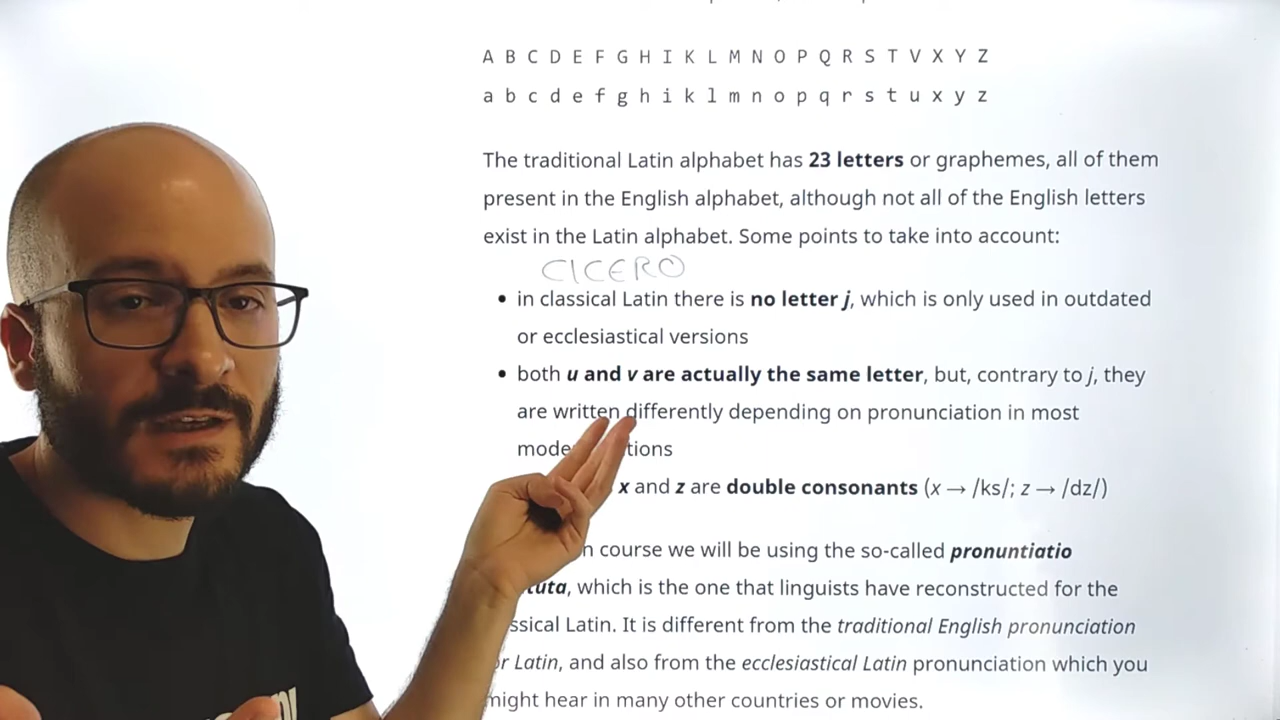 A B C D E F G H I K L M N O P Q R S T V X Y Z
a b c d e f g h i k l m n o p q r s t u x y z
The traditional Latin alphabet has 23 letters or graphemes, all of them
present in the English alphabet, although not all of the English letters
exist in the Latin alphabet. Some points to take into account:
CICERO
• in classical Latin there is no letter j, which is only used in outdated
or ecclesiastical versions
• both u and v are actually the same letter, but, contrary to j, they
are written differently depending on pronunciation in most
x and z are double consonants (x → /ks/; z → /dz/)
course we will be using the so-called pronuntiatio
which is the one that linguists have reconstructed for the
Latin. It is different from the traditional English pronunciation
Latin, and also from the ecclesiastical Latin pronunciation which you
might hear in many other countries or movies.